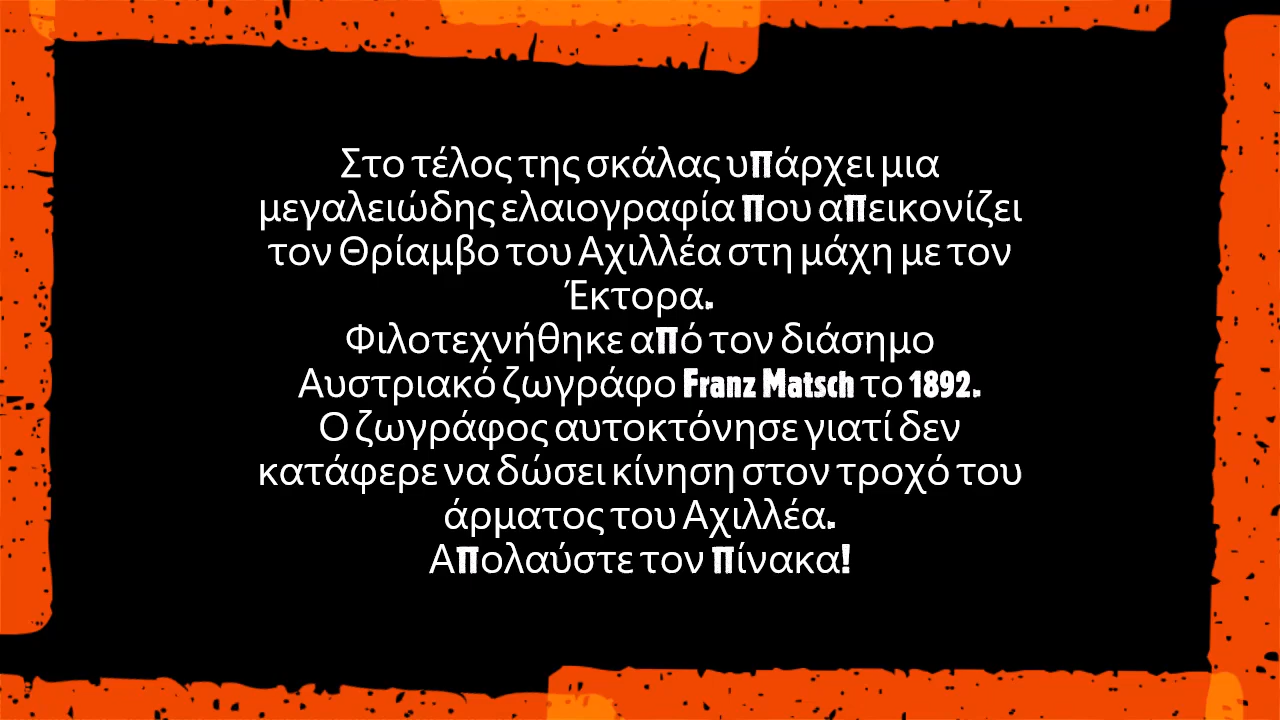 Στο τέλος της σκάλας υπάρχει μια
μεγαλειώδης ελαιογραφία που απεικονίζει
τον Θρίαμβο του Αχιλλέα στη μάχη με τον
Έκτορα.
Φιλοτεχνήθηκε από τον διάσημο
Αυστριακό ζωγράφο Franz Matsch το 1892.
Ο ζωγράφος αυτοκτόνησε γιατί δεν
κατάφερε να δώσει κίνηση στον τροχό του
άρματος του Αχιλλέα.
Απολαύστε τον πίνακα!